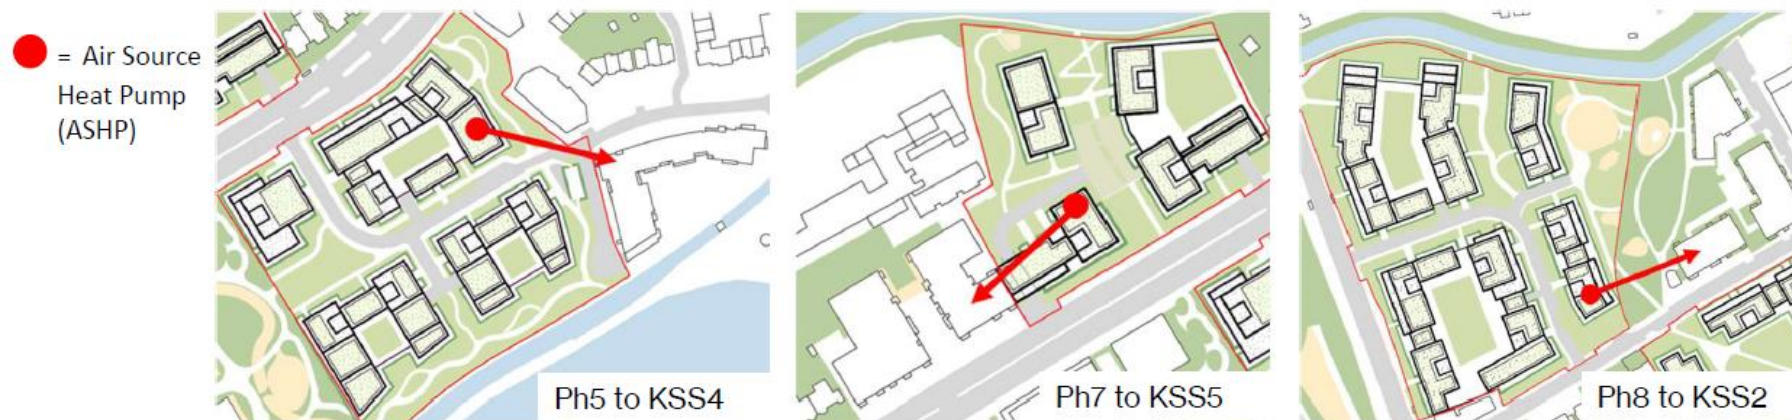 = Air Source
Heat Pump
(ASHP)
Ph5 to KSS4
Ph7 to KSS5
Ph8 to KSS2